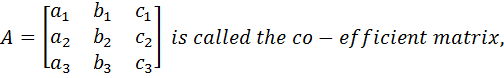 a₁ b₁ c₁
A = [a₂ b₂ c₂] is called the co − efficient matrix,
a₃ b₃ c₃